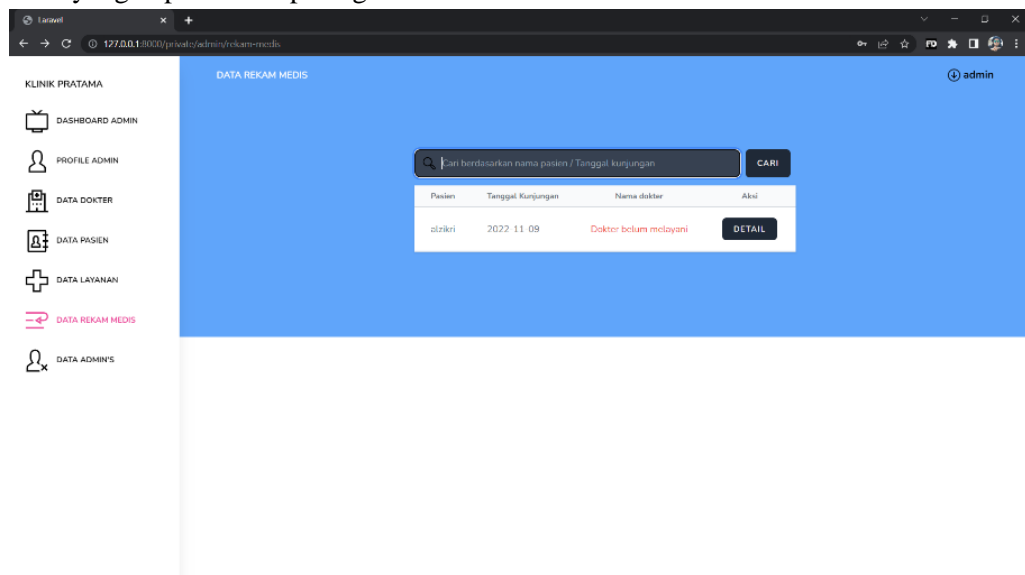 Laravel
127.0.0.1:8000/private/admin/rekam-medis
KLINIK PRATAMA
DATA REKAM MEDIS
admin
DASHBOARD ADMIN
PROFILE ADMIN
DATA DOKTER
DATA PASIEN
DATA LAYANAN
DATA REKAM MEDIS
DATA ADMIN'S
Cari berdasarkan nama pasien / Tanggal kunjungan
CARI
Pasien Tanggal Kunjungan Nama dokter Aksi
alzikri 2022-11-09 Dokter belum melayani DETAIL